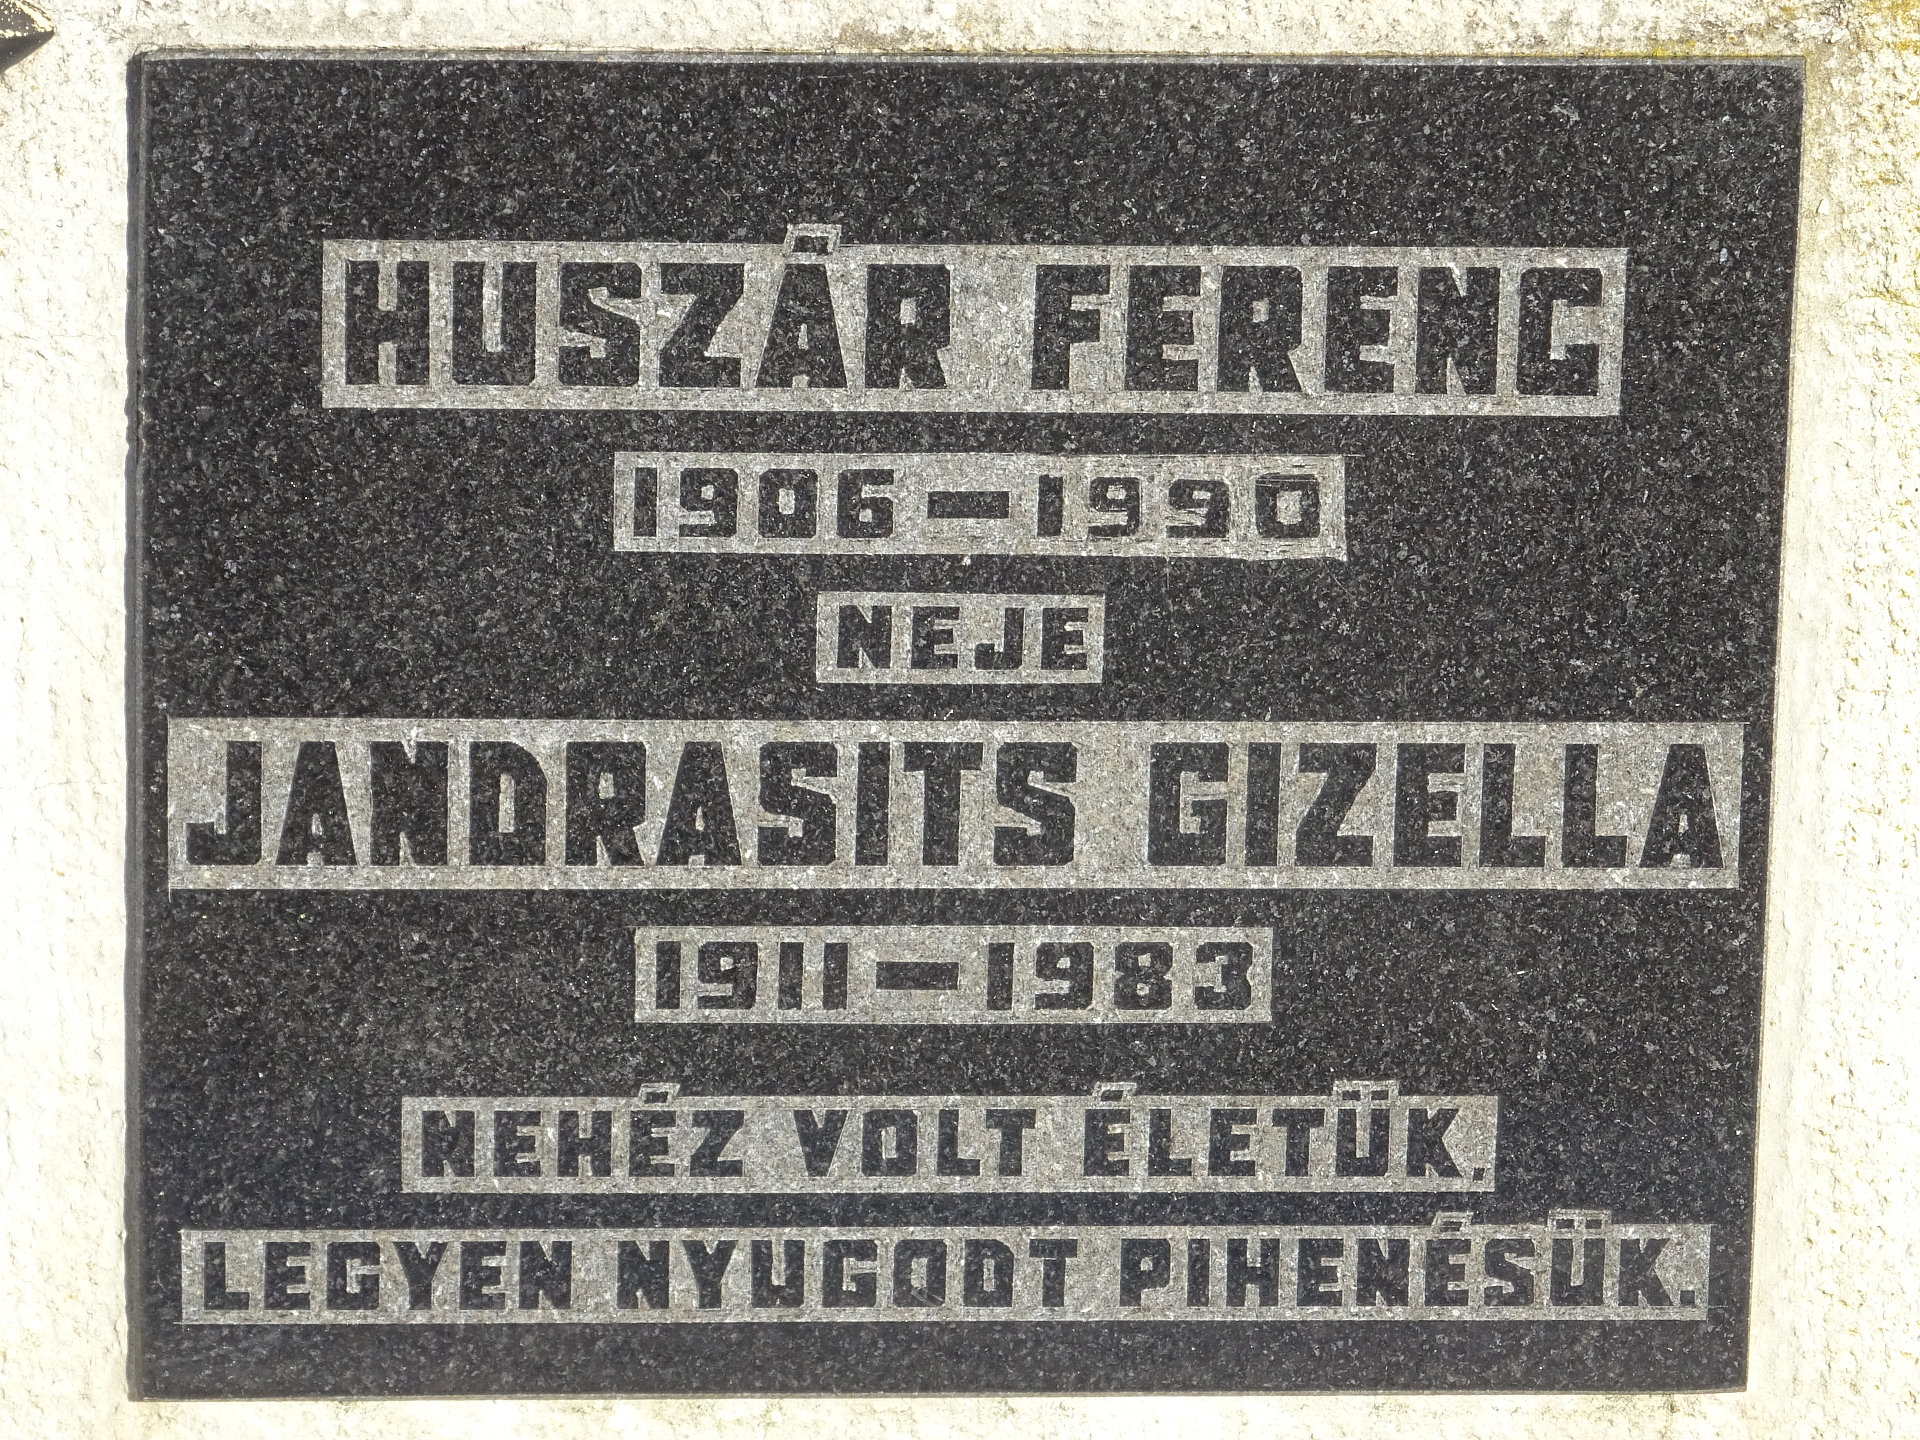 HUSZÁR FERENC
1906-1990
NEJE
JANDRASITS GIZELLA
1911-1983
NEHÉZ VOLT ÉLETÜK.
LEGYEN NYUGODT PIHENÉSÜK.